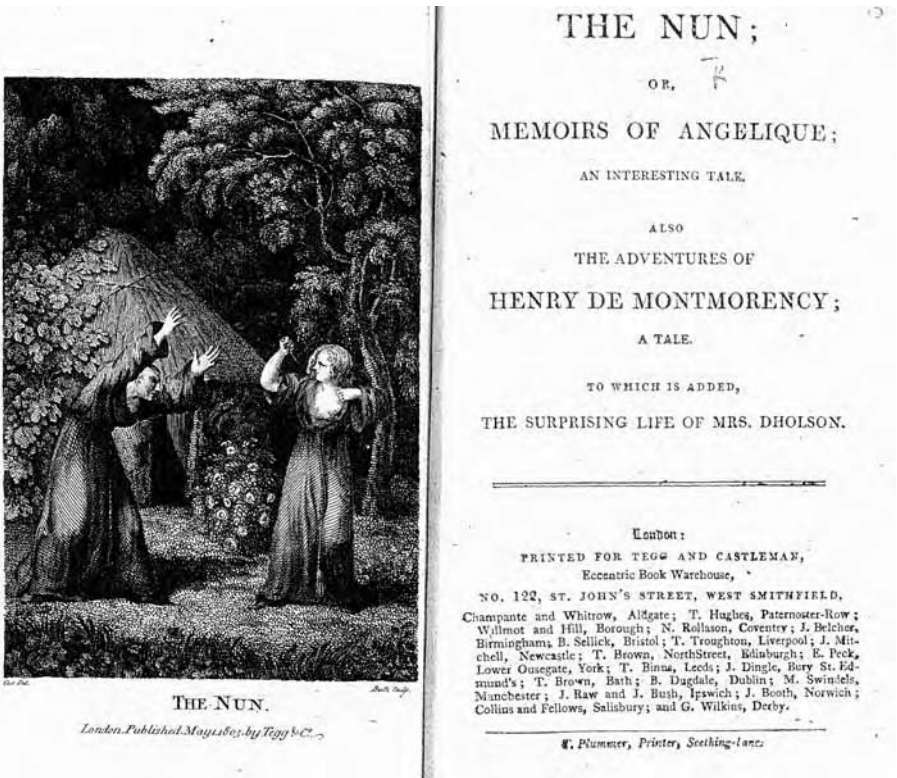 THE NUN.
London. Published. May 1. 1803. by Tegg & Co.
THE NUN;
OR,
MEMOIRS OF ANGELIQUE;
AN INTERESTING TALE.
ALSO
THE ADVENTURES OF
HENRY DE MONTMORENCY;
A TALE.
TO WHICH IS ADDED,
THE SURPRISING LIFE OF MRS. DHOLSON.
London:
PRINTED FOR TEGG AND CASTLEMAN,
Eccentric Book Warehouse,
NO. 122, ST. JOHN'S STREET, WEST SMITHFIELD,
Champante and Whitrow, Aldgate; T. Hughes, Paternoster-Row;
Willmot and Hill, Borough; N. Rollason, Coventry; J. Belcher,
Birmingham; B. Sellick, Bristol; T. Troughton, Liverpool; J. Mit-
chell, Newcastle; T. Brown, NorthStreet, Edinburgh; E. Peck,
Lower Ousegate, York; T. Binns, Leeds; J. Dingle, Bury St. Ed-
mund's; T. Brown, Bath; B. Dugdale, Dublin; M. Swindels,
Manchester; J. Raw and J. Bush, Ipswich; J. Booth, Norwich;
Collins and Fellows, Salisbury; and G. Wilkins, Derby.
T. Plummer, Printer, Seething-lane.